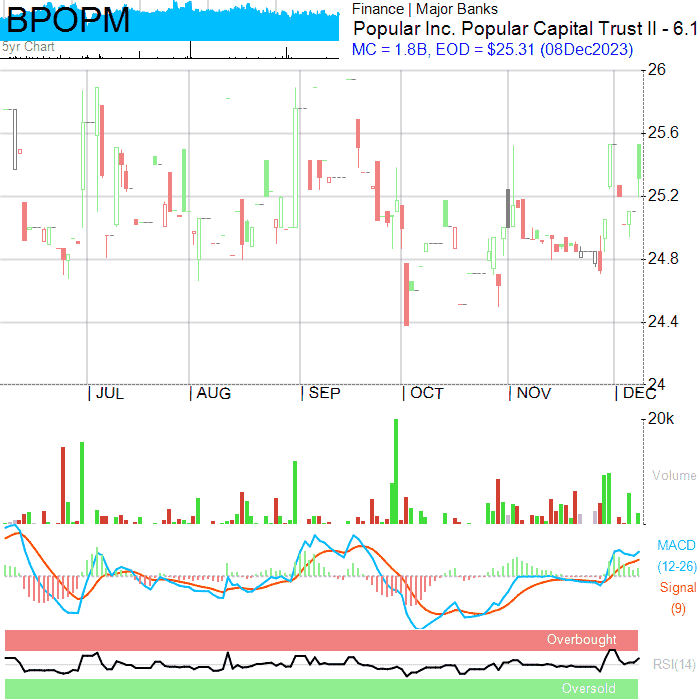 BPOPM
5yr Chart
Finance | Major Banks
Popular Inc. Popular Capital Trust II - 6.1
MC = 1.8B, EOD = $25.31 (08Dec2023)
26
25.6
25.2
24.8
24.4
24
JUL AUG SEP OCT NOV DEC
20k
Volume
MACD
(12-26)
Signal
(9)
Overbought
RSI(14)
Oversold